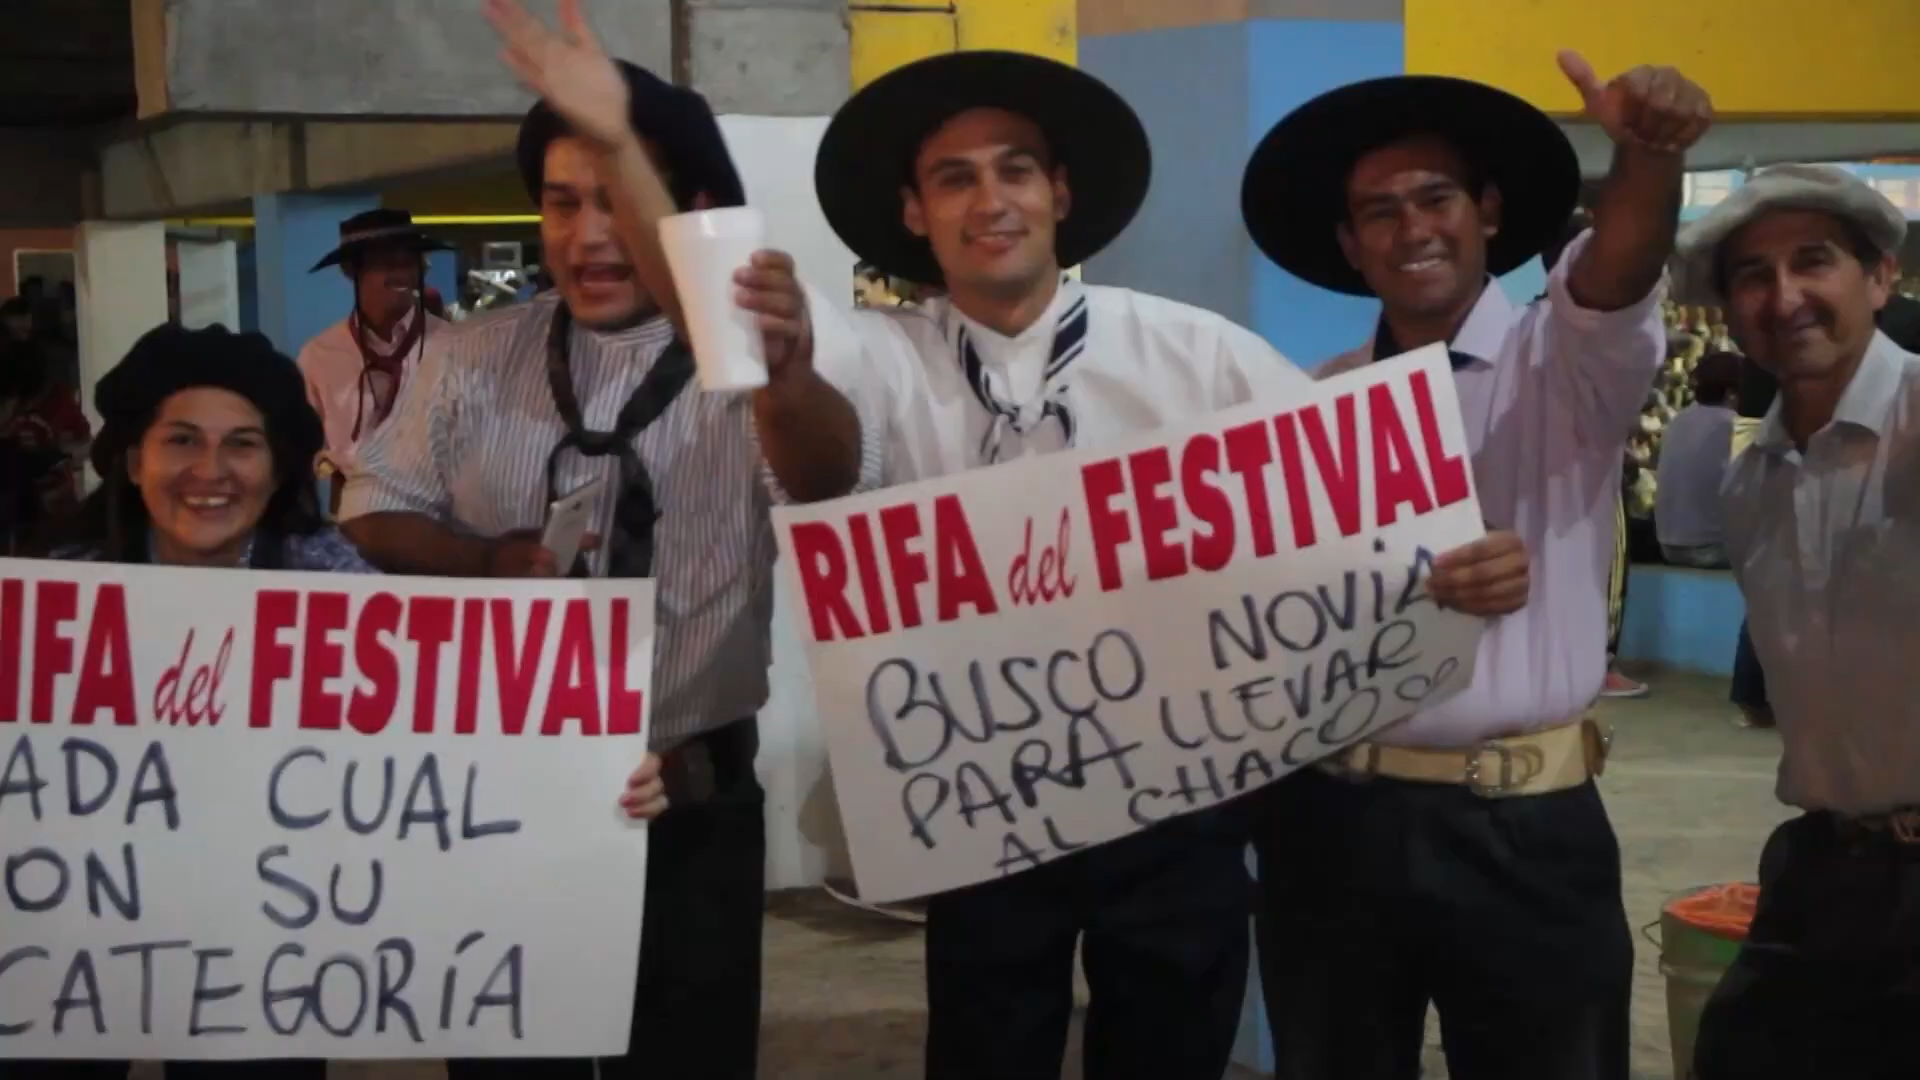 IFA del FESTIVAL
ADA CUAL
ON SU
CATEGORÍA
RIFA del FESTIVAL
BUSCO NOVIA
PARA LLEVAR
AL CHACO